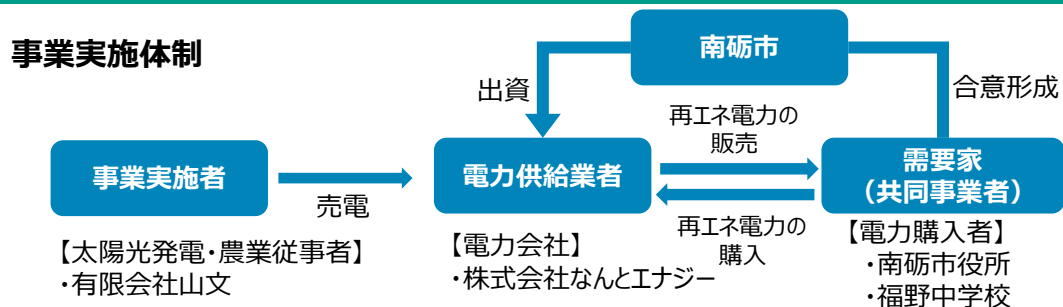 事業実施体制
南砺市
出資
合意形成
再エネ電力の
販売
事業実施者
売電
電力供給業者
需要家
（共同事業者）
再エネ電力の
購入
【太陽光発電・農業従事者】
・有限会社山文
【電力会社】
・株式会社なんとエナジー
【電力購入者】
・南砺市役所
・福野中学校